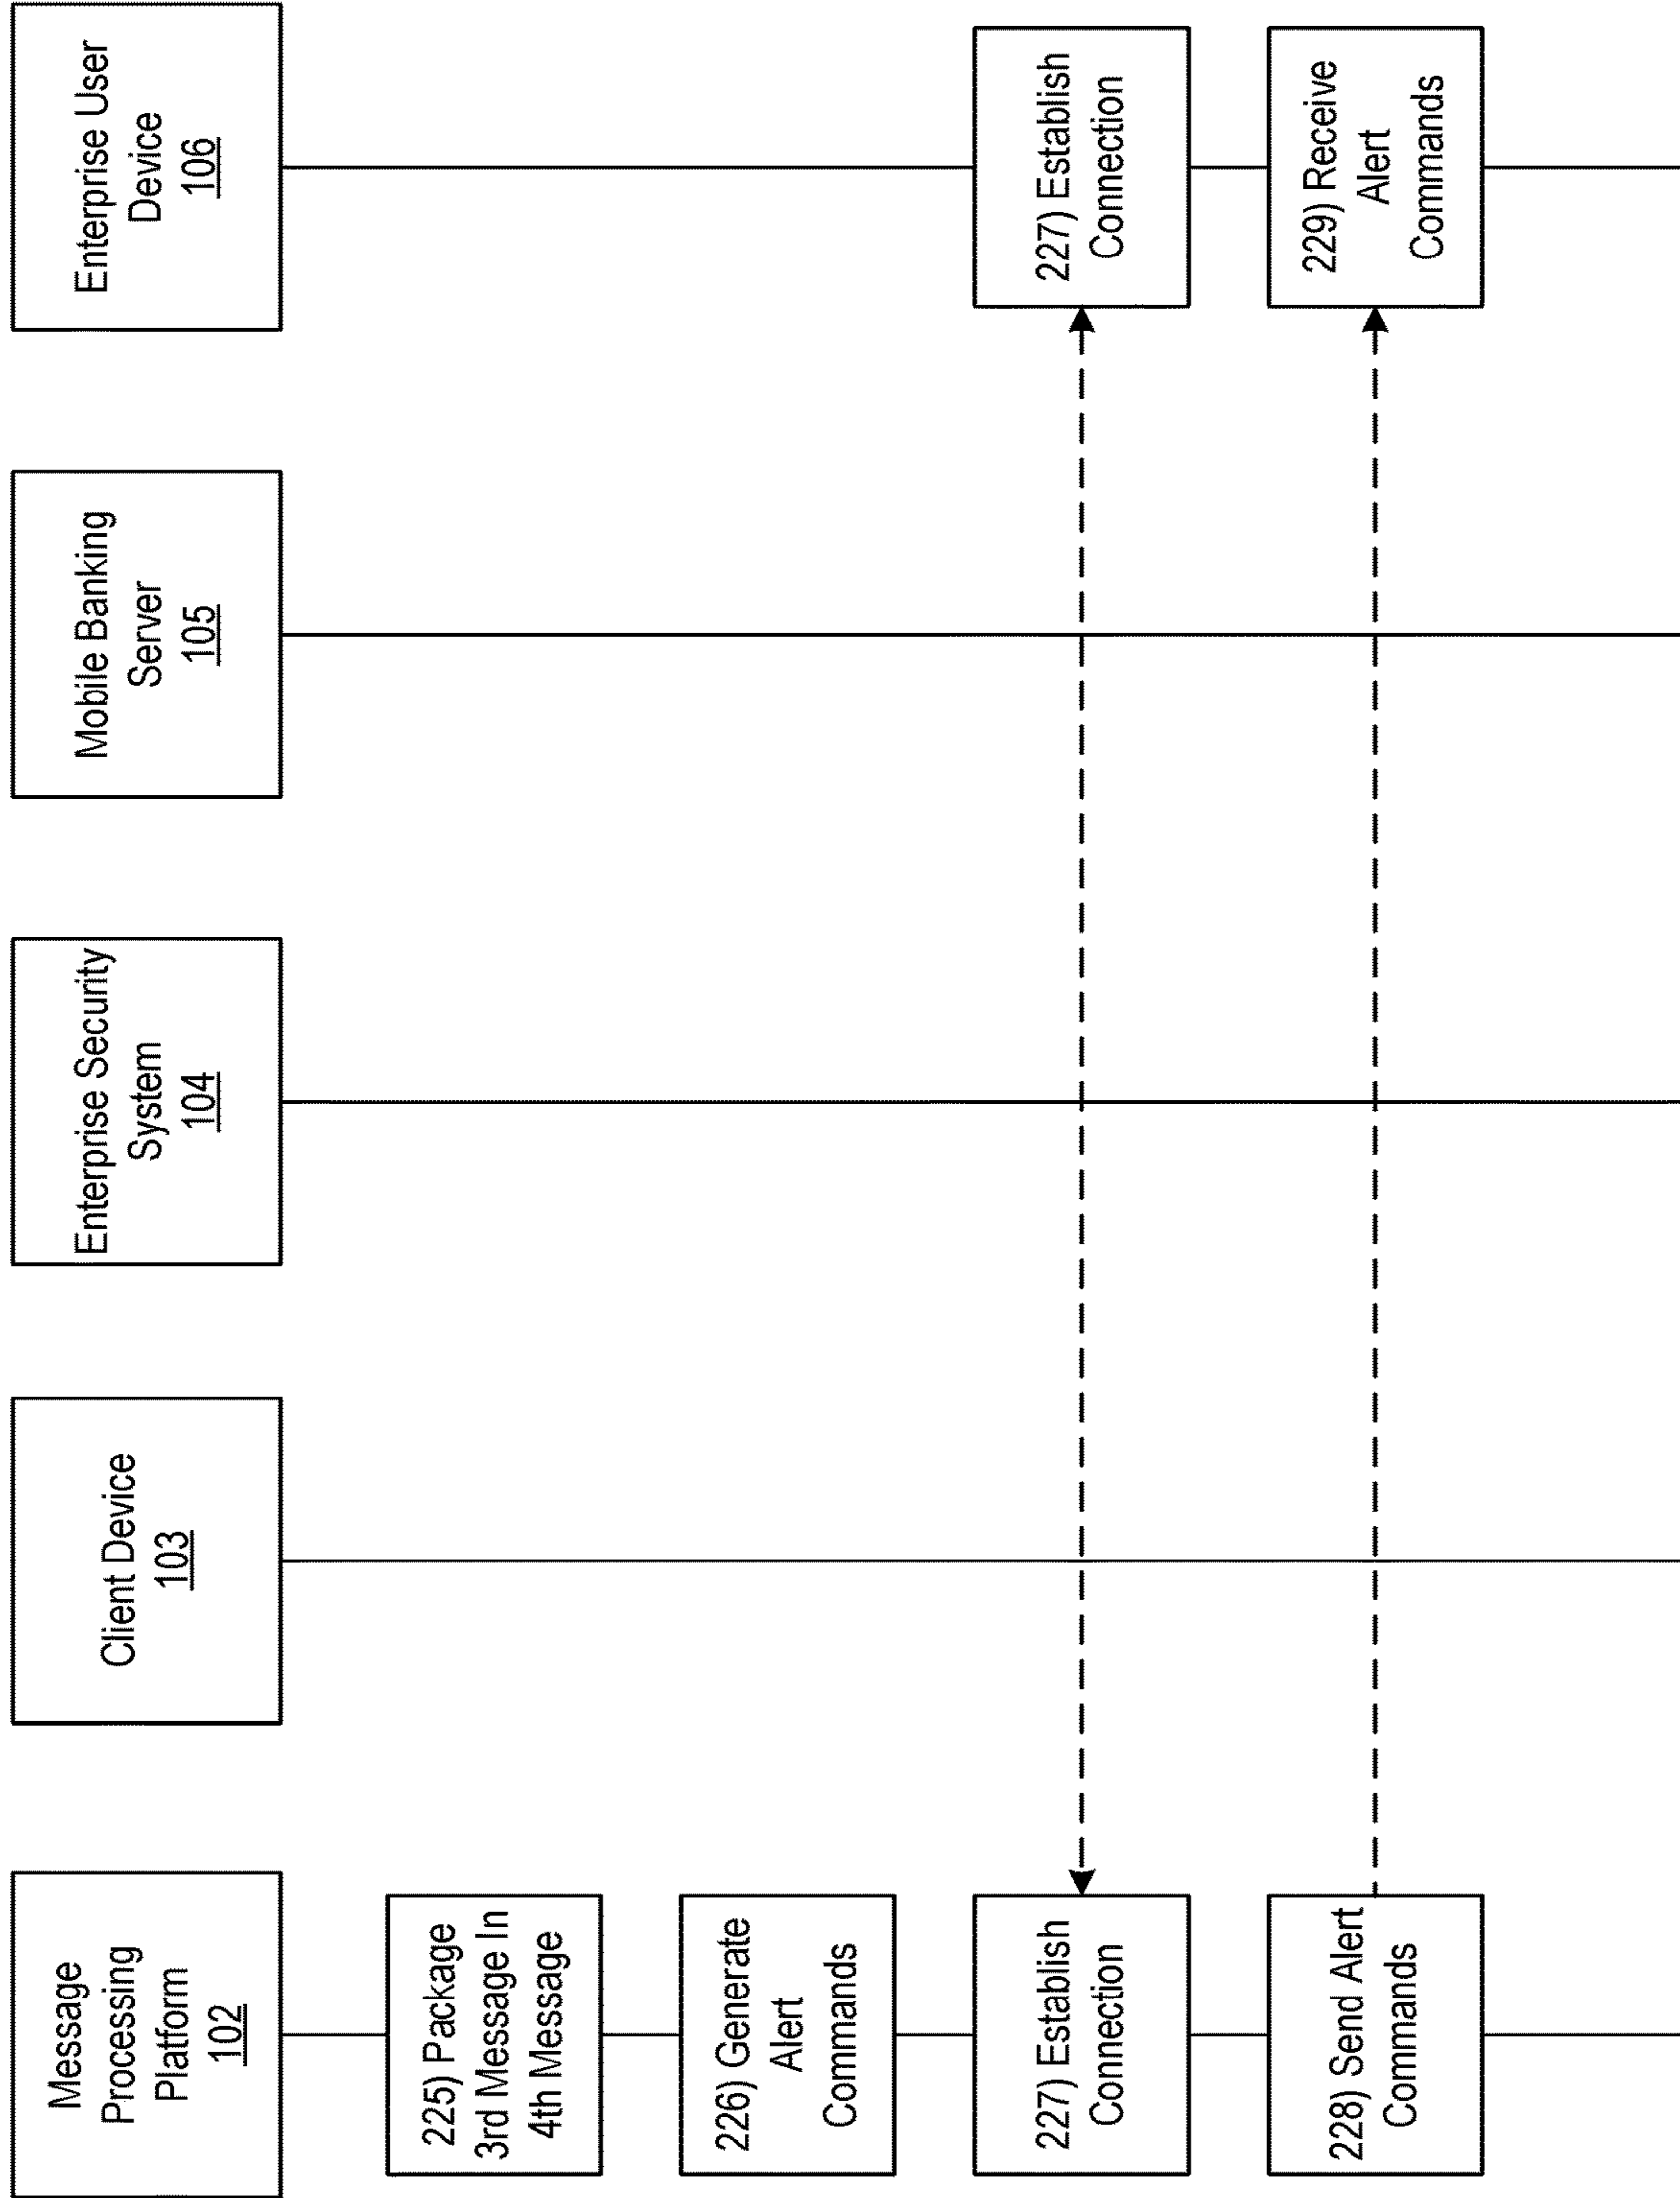 Message
Processing
Platform
102
Client Device
103
Enterprise Security
System
104
Mobile Banking
Server
105
Enterprise User
Device
106
225) Package
3rd Message In
4th Message
226) Generate
Alert
Commands
227) Establish
Connection
227) Establish
Connection
228) Send Alert
Commands
229) Receive
Alert
Commands